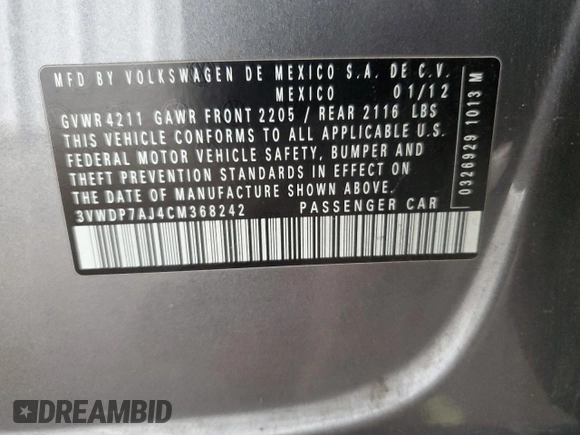 MFD BY VOLKSWAGEN DE MEXICO S.A. DE C.V.
MEXICO 01/12
GVWR 4211 GAWR FRONT 2205 / REAR 2116 LBS
THIS VEHICLE CONFORMS TO ALL APPLICABLE U.S.
FEDERAL MOTOR VEHICLE SAFETY, BUMPER AND
THEFT PREVENTION STANDARDS IN EFFECT ON
THE DATE OF MANUFACTURE SHOWN ABOVE.
3VWDP7AJ4CM368242 PASSENGER CAR
0326929 1013 M
DREAMBID